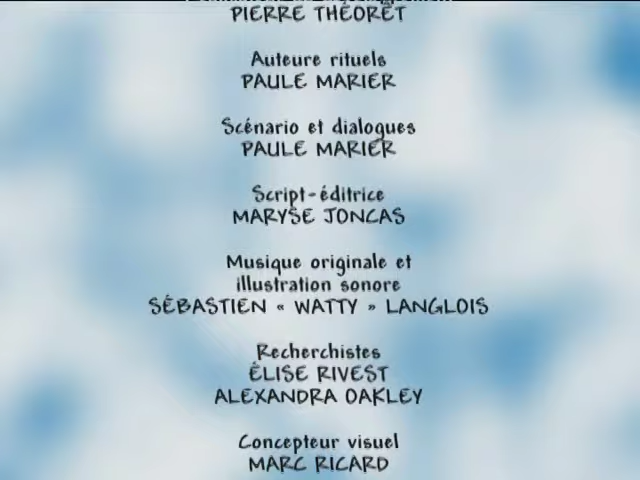 PIERRE THÉORÊT
Auteure rituels
PAULE MARIER
Scénario et dialogues
PAULE MARIER
Script-éditrice
MARYSE JONCAS
Musique originale et
illustration sonore
SÉBASTIEN « WATTY » LANGLOIS
Recherchistes
ÉLISE RIVEST
ALEXANDRA OAKLEY
Concepteur visuel
MARC RICARD